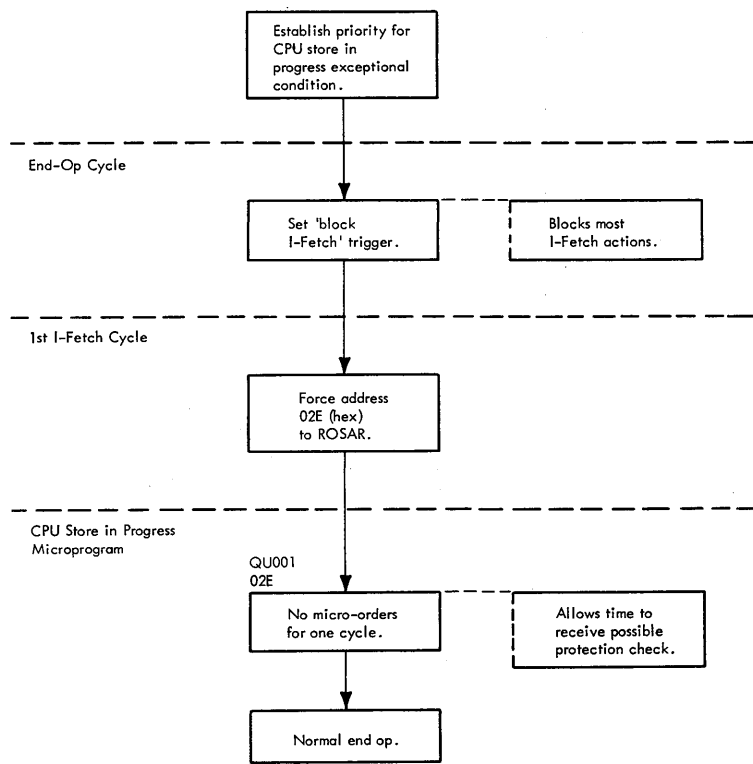 Establish priority for
CPU store in
progress exceptional
condition.
End-Op Cycle
Set 'block
I-Fetch' trigger.
Blocks most
I-Fetch actions.
1st I-Fetch Cycle
Force address
02E (hex)
to ROSAR.
CPU Store in Progress
Microprogram
QU001
02E
No micro-orders
for one cycle.
Allows time to
receive possible
protection check.
Normal end op.